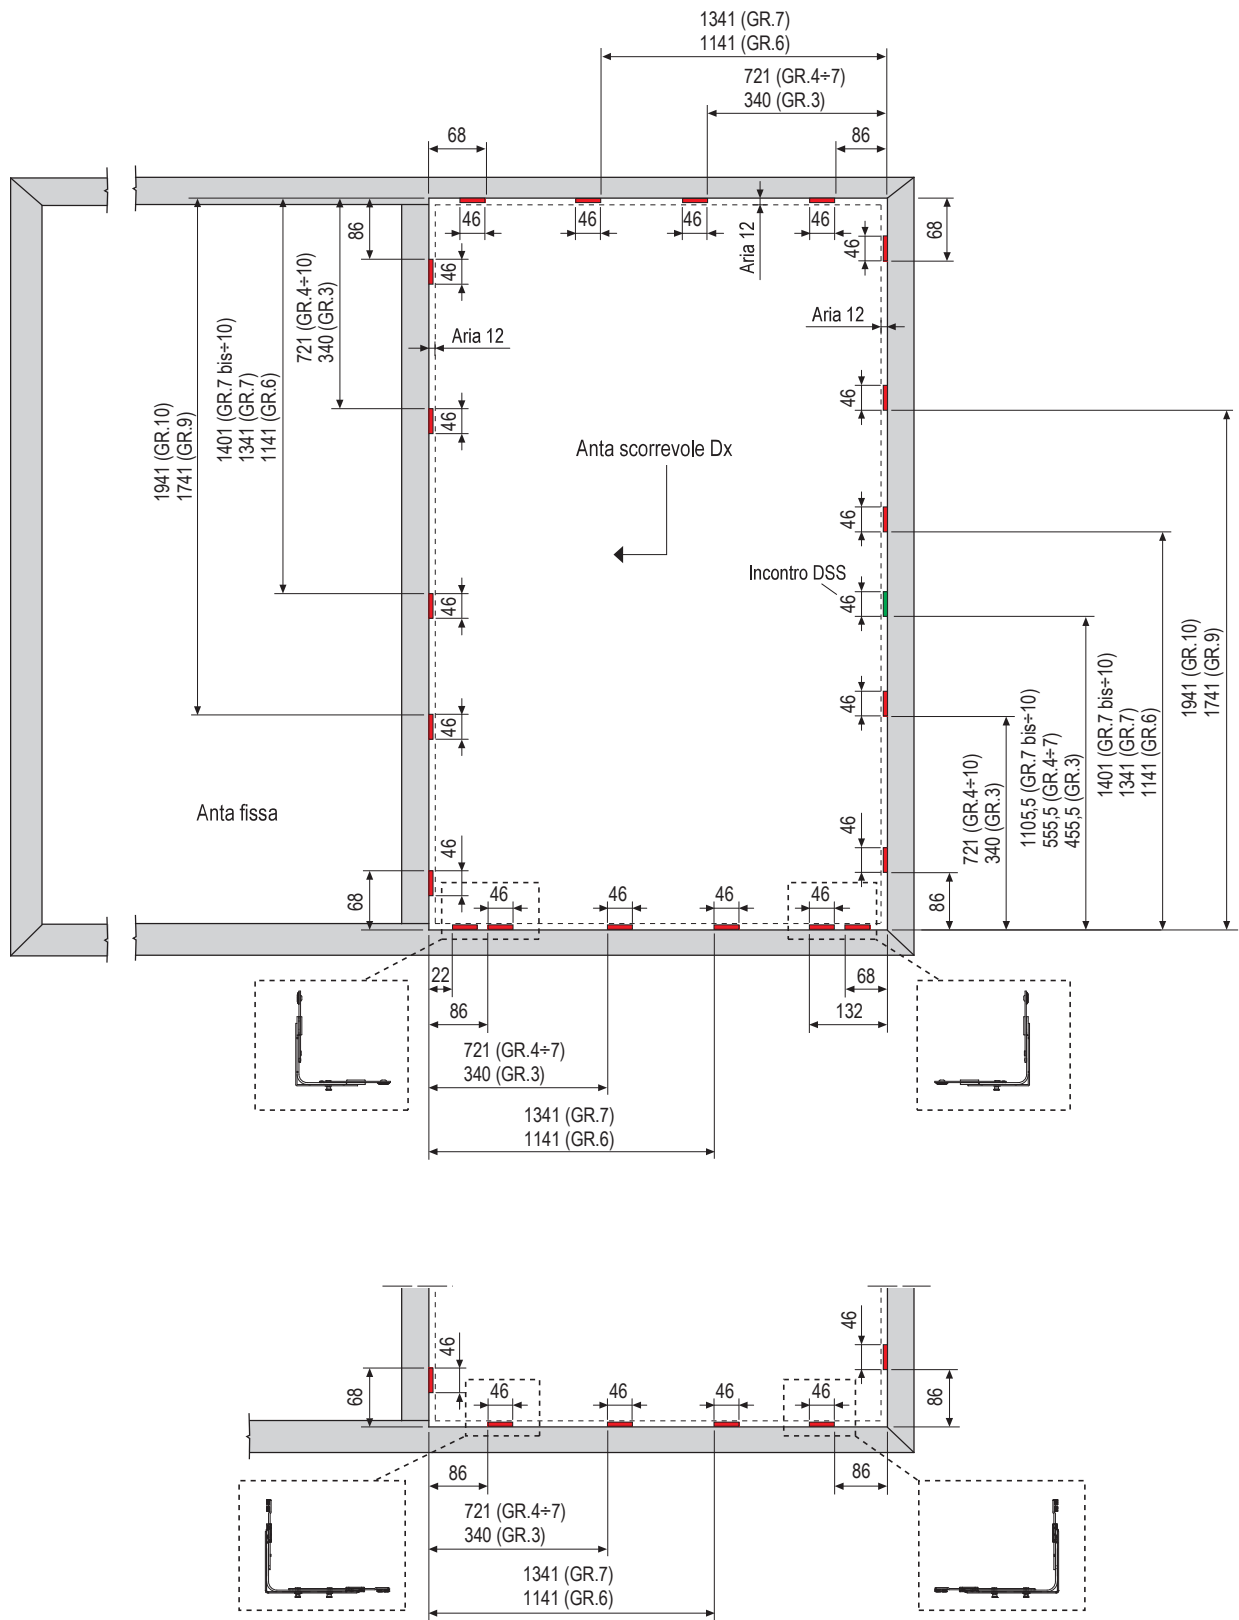 1341 (GR.7)
1141 (GR.6)
721 (GR.4÷7)
340 (GR.3)
68
86
46
46
46
46
86
46
Aria 12
46
68
721 (GR.4÷10)
340 (GR.3)
Aria 12
Aria 12
1401 (GR.7 bis÷10)
1341 (GR.7)
1141 (GR.6)
46
46
1941 (GR.10)
1741 (GR.9)
Anta scorrevole Dx
46
Incontro DSS
46
46
46
46
1941 (GR.10)
1741 (GR.9)
1401 (GR.7 bis÷10)
1341 (GR.7)
1141 (GR.6)
1105,5 (GR.7 bis÷10)
555,5 (GR.4÷7)
455,5 (GR.3)
721 (GR.4÷10)
340 (GR.3)
Anta fissa
46
46
68
46
46
46
46
86
22
68
86
132
721 (GR.4÷7)
340 (GR.3)
1341 (GR.7)
1141 (GR.6)
46
46
68
46
46
46
46
86
86
86
721 (GR.4÷7)
340 (GR.3)
1341 (GR.7)
1141 (GR.6)